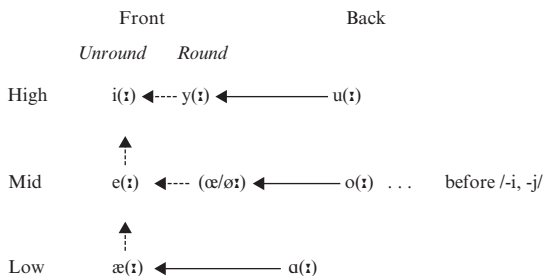 Front Back
Unround Round
High i(ː) y(ː) u(ː)
Mid e(ː) (œ/øː) o(ː) ... before /-i, -j/
Low æ(ː) ɑ(ː)